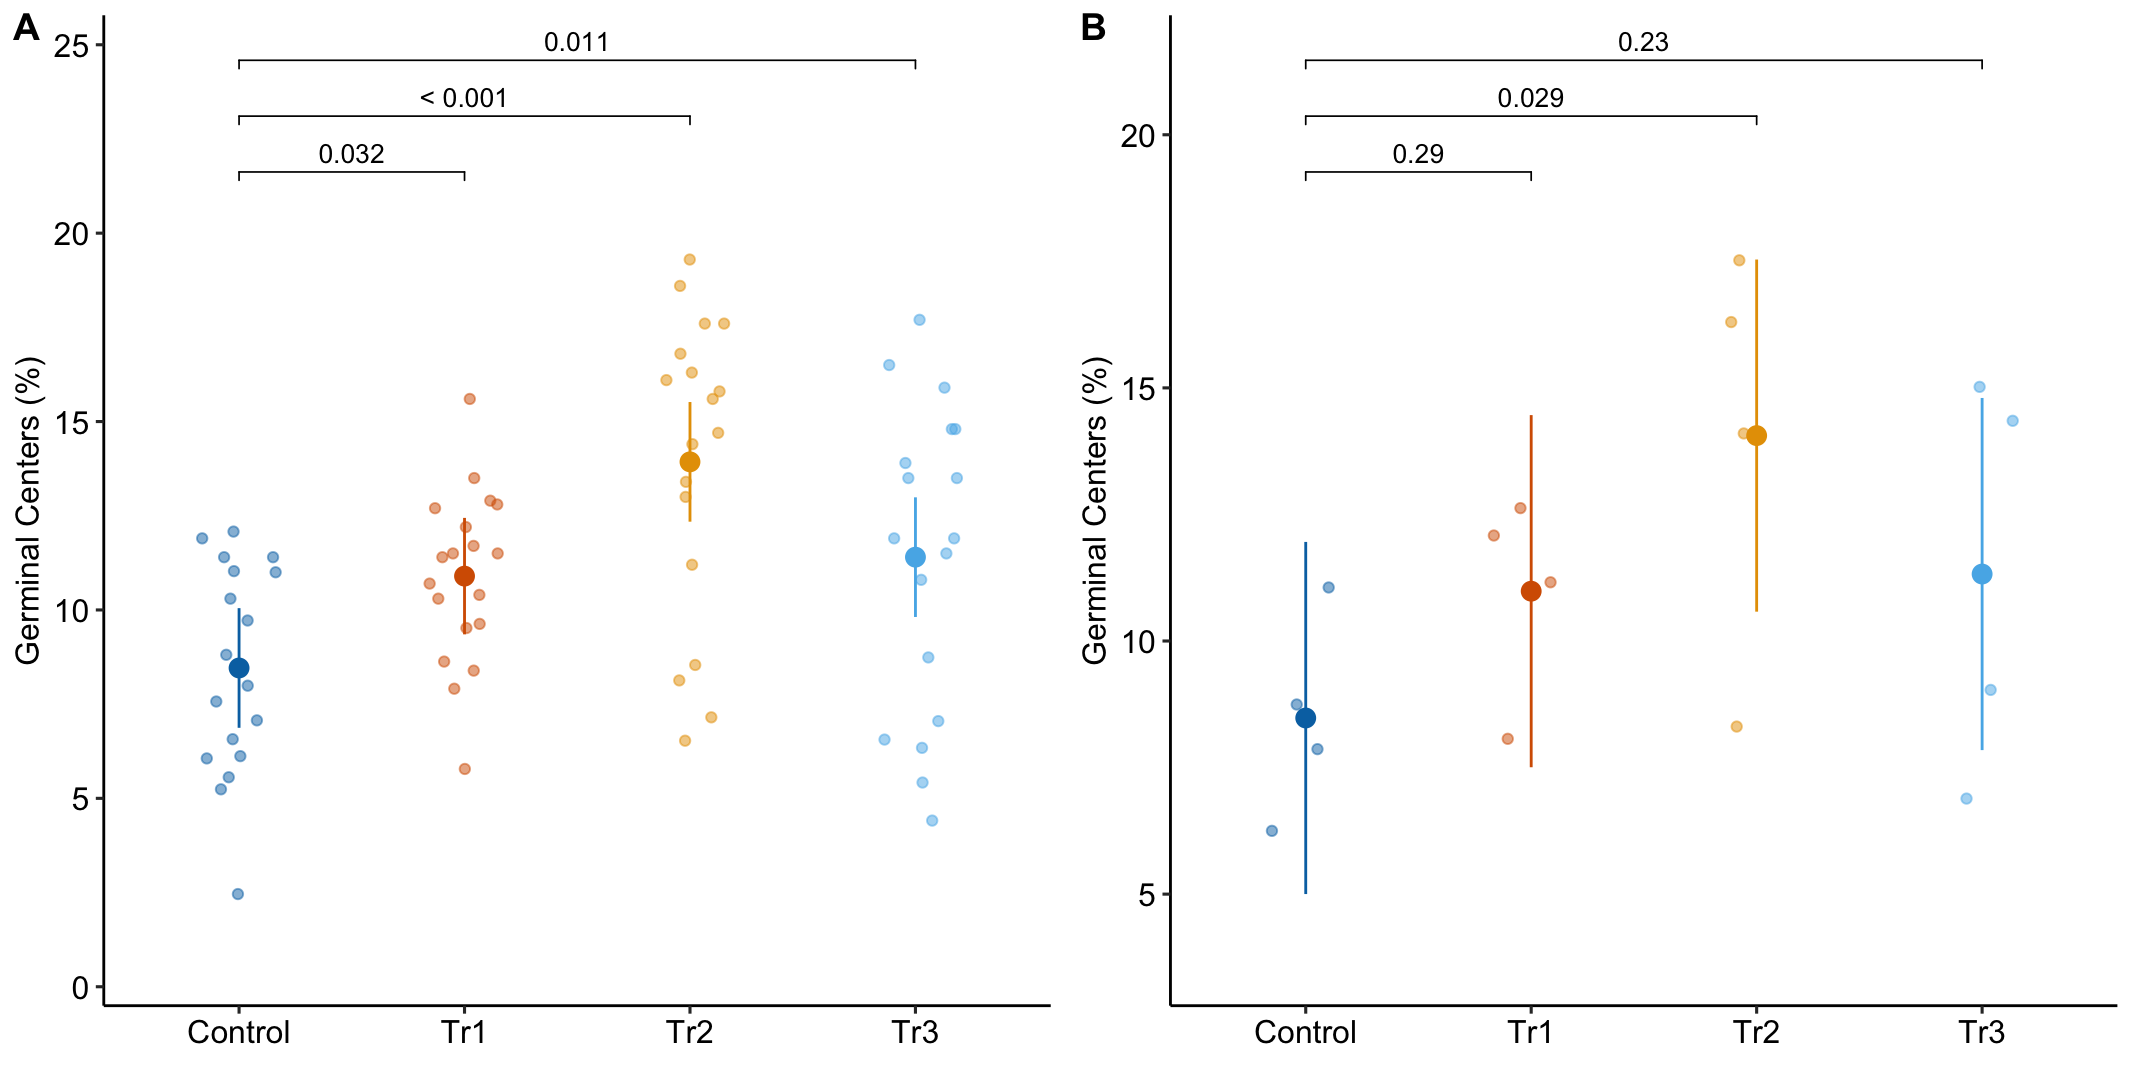 A
Germinal Centers (%)
25
20
15
10
5
0
0.011
< 0.001
0.032
Control
Tr1
Tr2
Tr3
B
Germinal Centers (%)
20
15
10
5
0.23
0.029
0.29
Control
Tr1
Tr2
Tr3